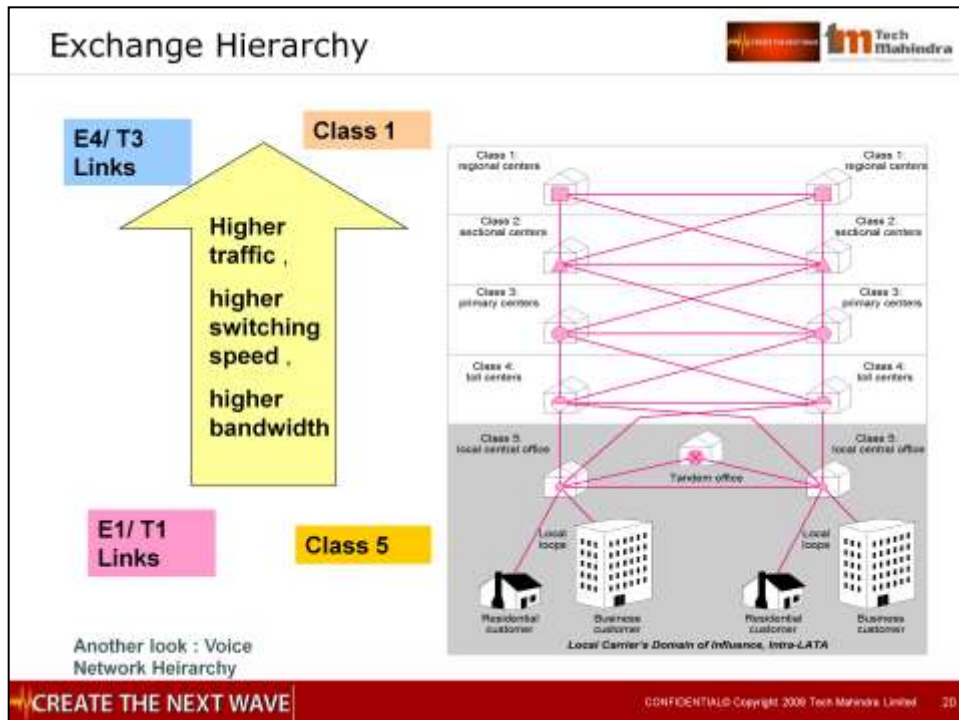 Exchange Hierarchy
CREATE THE NEXT WAVE
Tech
Mahindra
E4/ T3
Links
Class 1
Higher
traffic ,
higher
switching
speed ,
higher
bandwidth
E1/ T1
Links
Class 5
Class 1:
regional centers
Class 1:
regional centers
Class 2:
sectional centers
Class 2:
sectional centers
Class 3:
primary centers
Class 3:
primary centers
Class 4:
toll centers
Class 4:
toll centers
Class 5:
local central office
Class 5:
local central office
Tandem office
Local
loops
Local
loops
Residential
customer
Business
customer
Residential
customer
Business
customer
Local Carrier's Domain of Influence, Intra-LATA
Another look : Voice
Network Heirarchy
CREATE THE NEXT WAVE
CONFIDENTIAL© Copyright 2009 Tech Mahindra Limited 20